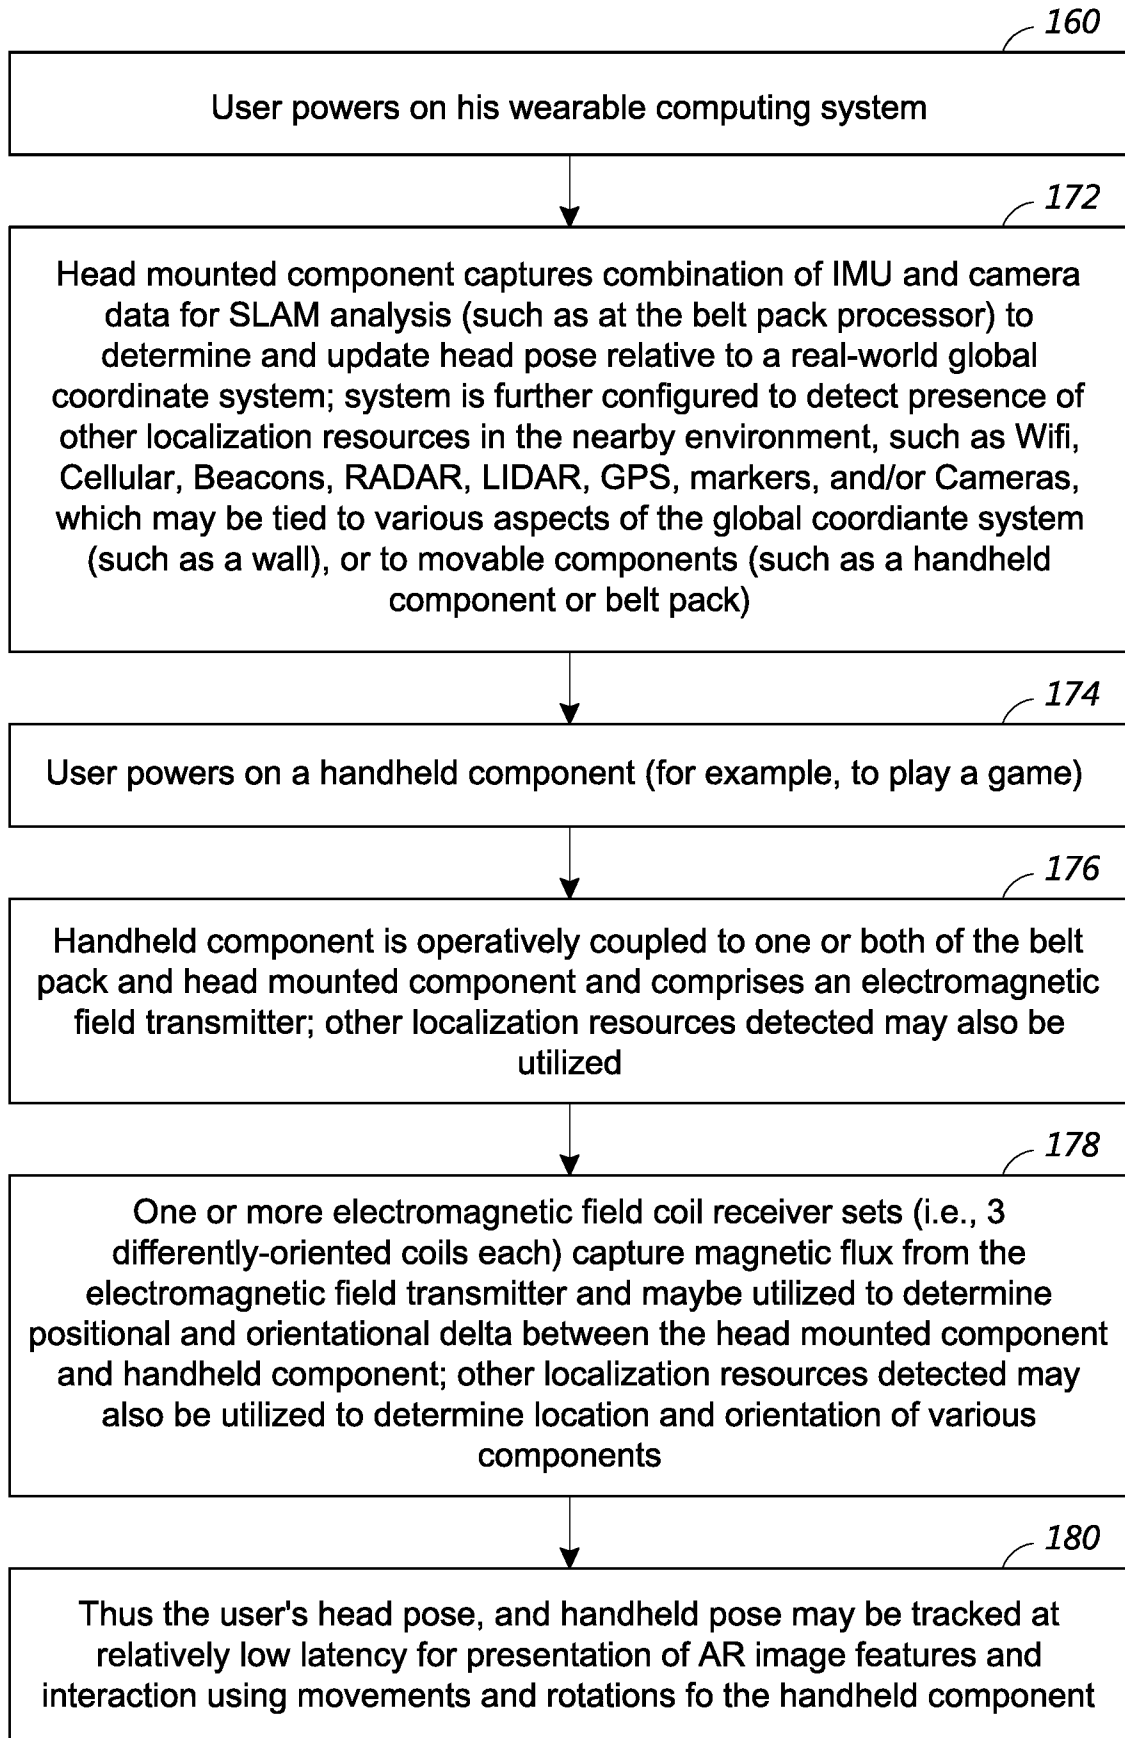 160
User powers on his wearable computing system
172
Head mounted component captures combination of IMU and camera
data for SLAM analysis (such as at the belt pack processor) to
determine and update head pose relative to a real-world global
coordinate system; system is further configured to detect presence of
other localization resources in the nearby environment, such as Wifi,
Cellular, Beacons, RADAR, LIDAR, GPS, markers, and/or Cameras,
which may be tied to various aspects of the global coordiante system
(such as a wall), or to movable components (such as a handheld
component or belt pack)
174
User powers on a handheld component (for example, to play a game)
176
Handheld component is operatively coupled to one or both of the belt
pack and head mounted component and comprises an electromagnetic
field transmitter; other localization resources detected may also be
utilized
178
One or more electromagnetic field coil receiver sets (i.e., 3
differently-oriented coils each) capture magnetic flux from the
electromagnetic field transmitter and maybe utilized to determine
positional and orientational delta between the head mounted component
and handheld component; other localization resources detected may
also be utilized to determine location and orientation of various
components
180
Thus the user's head pose, and handheld pose may be tracked at
relatively low latency for presentation of AR image features and
interaction using movements and rotations fo the handheld component